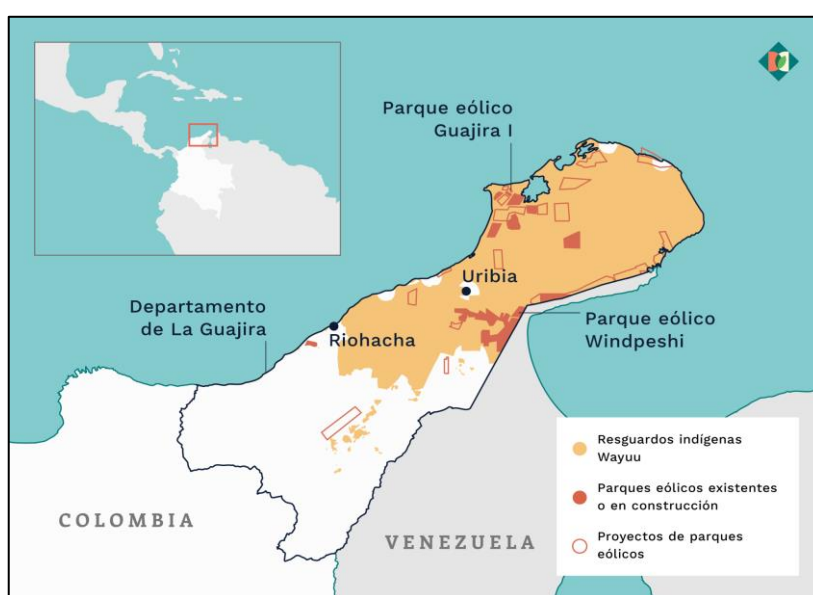 Parque eólico
Guajira I
Uribia
Departamento
de La Guajira
Riohacha
Parque eólico
Windpeshi
Resguardos indígenas
Wayuu
Parques eólicos existentes
o en construcción
Proyectos de parques
eólicos
COLOMBIA
VENEZUELA